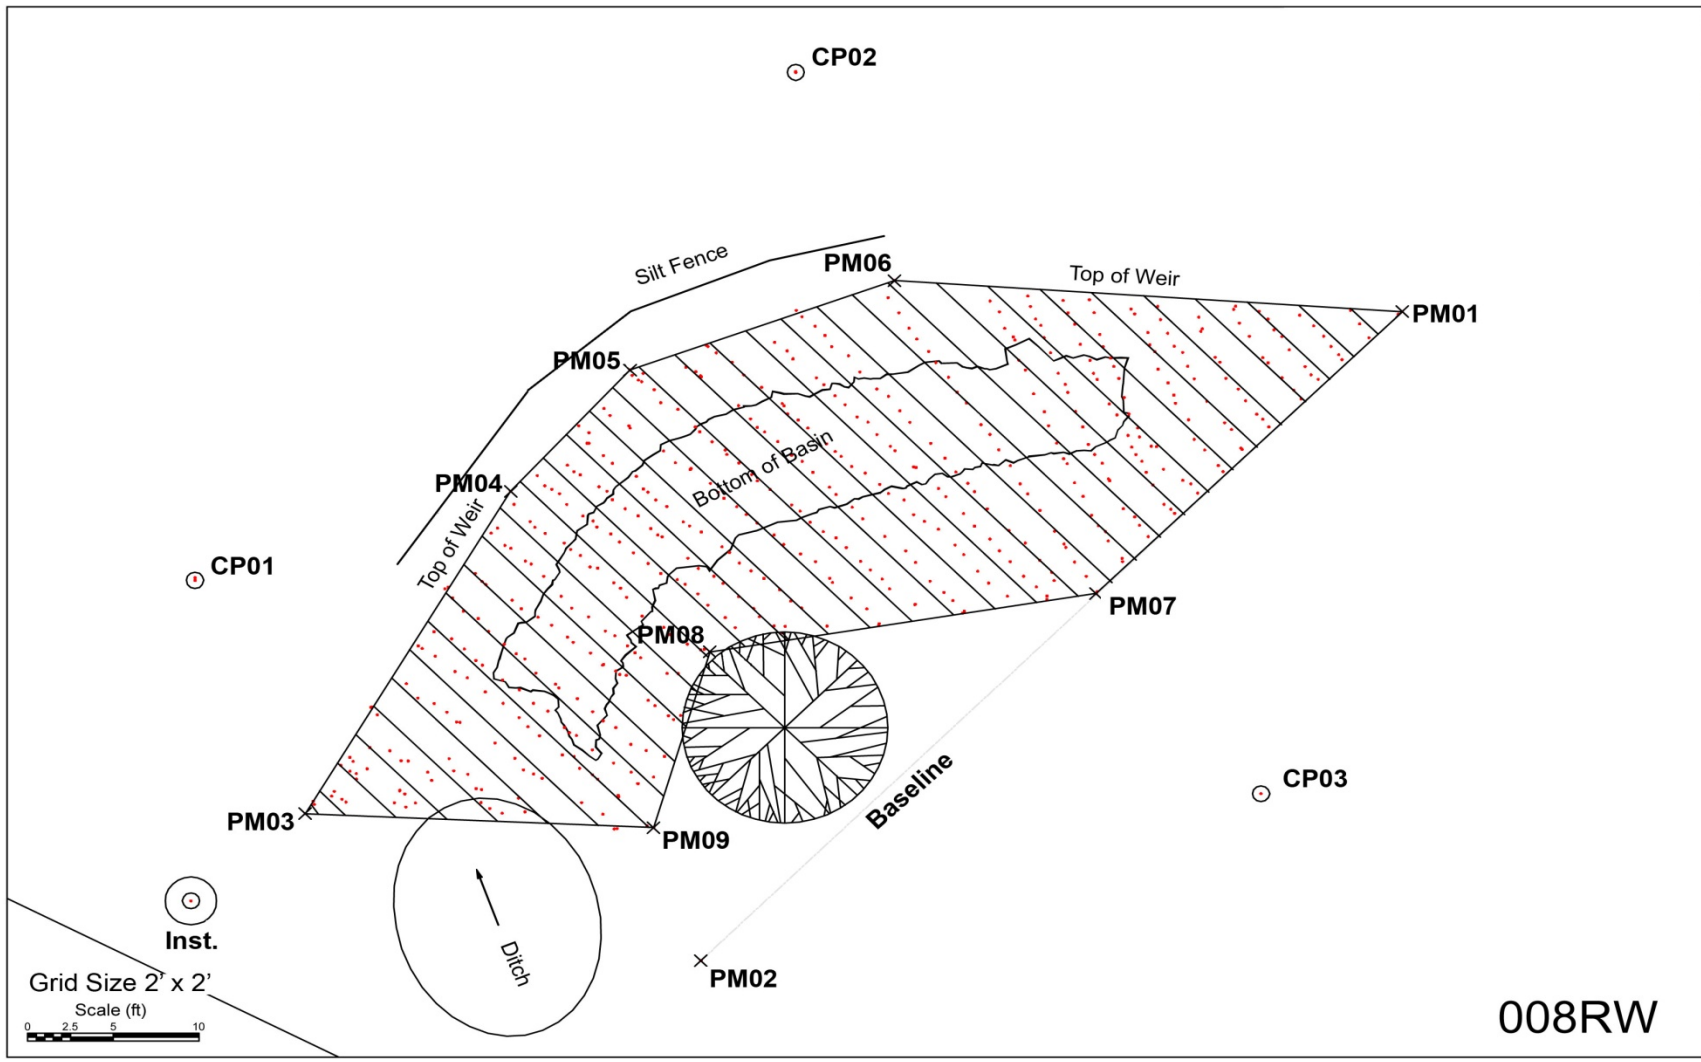 CP02
Silt Fence
PM06
Top of Weir
PM01
PM05
Bottom of Basin
PM04
Top of Weir
CP01
PM07
PM08
Baseline
CP03
PM03
PM09
Inst.
Ditch
PM02
Grid Size 2' x 2'
Scale (ft)
0 2.5 5 10
008RW